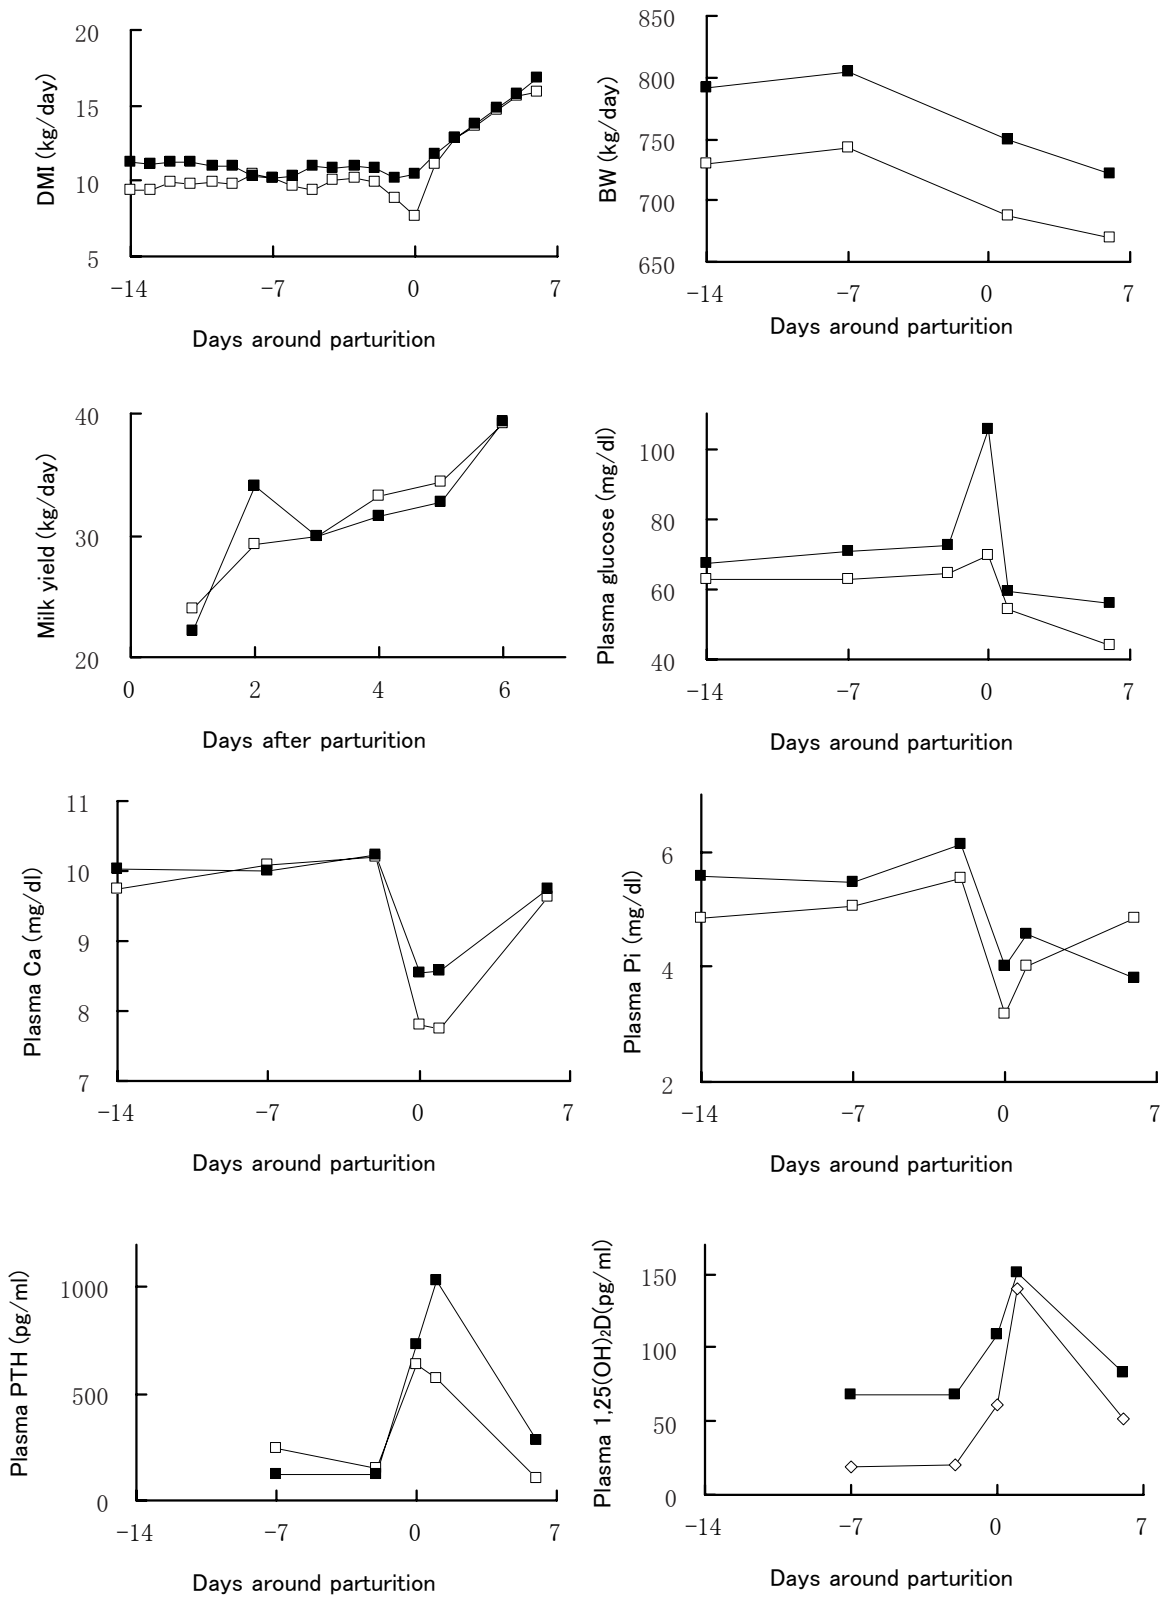 DMI (kg/day)
20
15
10
5
-14 -7 0 7
Days around parturition
BW (kg/day)
850
800
750
700
650
-14 -7 0 7
Days around parturition
Milk yield (kg/day)
40
30
20
0 2 4 6
Days after parturition
Plasma glucose (mg/dl)
100
80
60
40
-14 -7 0 7
Days around parturition
Plasma Ca (mg/dl)
11
10
9
8
7
-14 -7 0 7
Days around parturition
Plasma Pi (mg/dl)
6
4
2
-14 -7 0 7
Days around parturition
Plasma PTH (pg/ml)
1000
500
0
-14 -7 0 7
Days around parturition
Plasma 1,25(OH)₂D(pg/ml)
150
100
50
0
-14 -7 0 7
Days around parturition